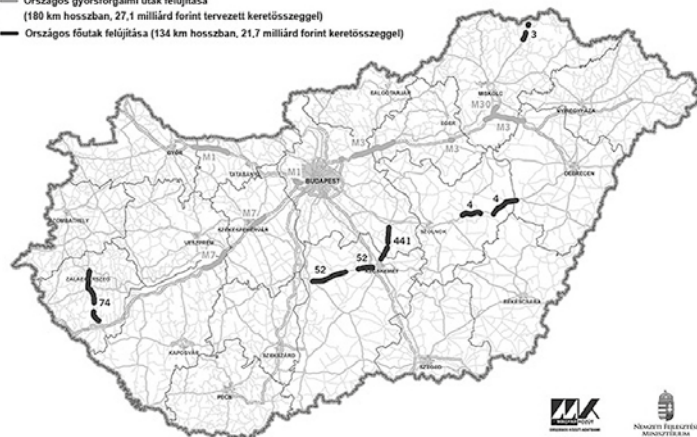 Országos gyorsforgalmi utak felújítása
(180 km hosszban, 27,1 milliárd forint tervezett keretösszeggel)
Országos főutak felújítása (134 km hosszban, 21,7 milliárd forint keretösszeggel)
3
SALGÓTARJÁN
MISKOLC
M30
NYÍREGYHÁZA
EGER
M3
M3
M3
GYŐR
M1
TATABÁNYA
M1
BUDAPEST
DEBRECEN
SZOMBATHELY
M7
SZÉKESFEHÉRVÁR
VESZPRÉM
M7
4
4
441
SZOLNOK
52
52
KECSKEMÉT
ZALAEGERSZEG
74
BÉKÉSCSABA
KAPOSVÁR
SZEKSZÁRD
SZEGED
PÉCS
MK
MAGYAR KÖZÚT
NEMZETI FEJLESZTÉSI
MINISZTÉRIUM